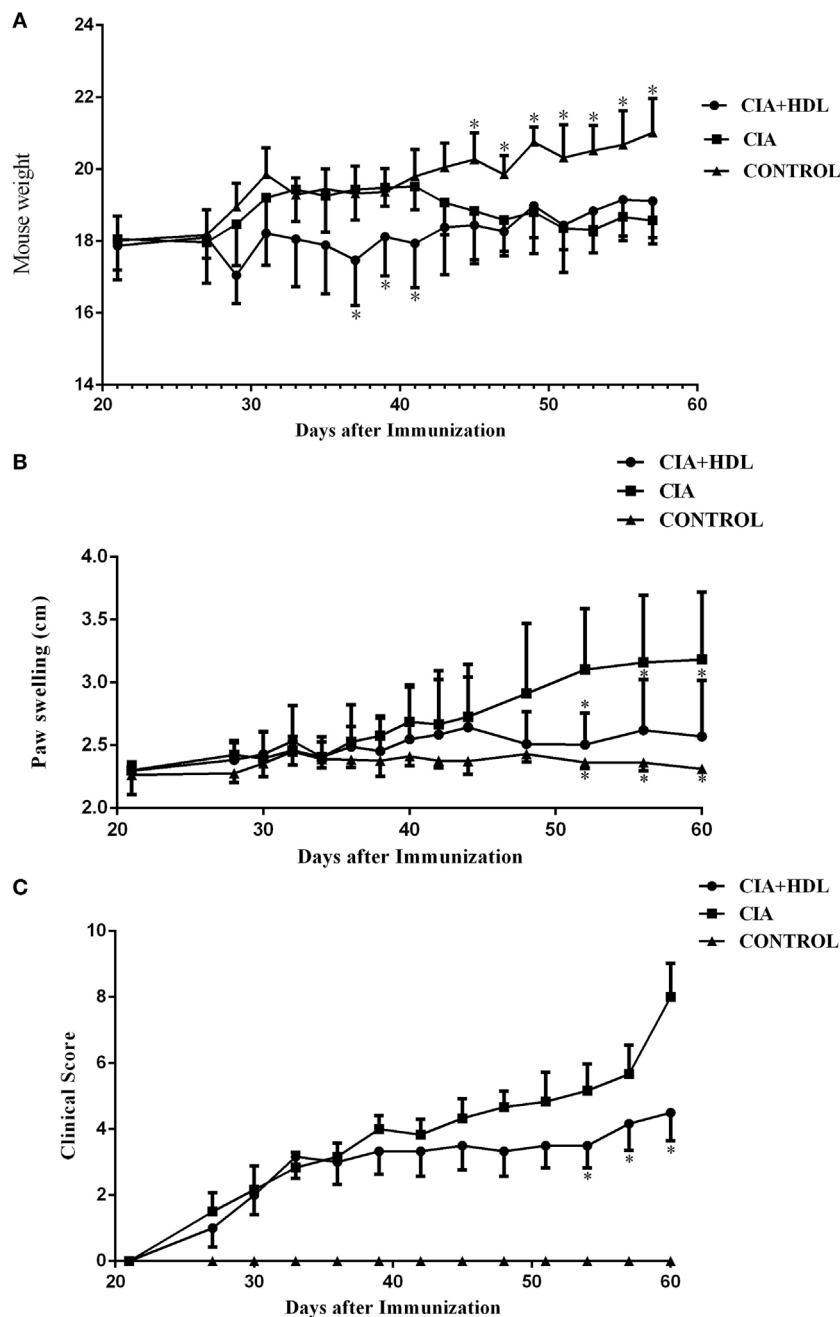 A
24
22
20
18
16
14
Mouse weight
20
30
40
50
60
Days after Immunization
CIA+HDL
CIA
CONTROL
* * * * * * *
* * *
B
CIA+HDL
CIA
CONTROL
4.0
3.5
3.0
2.5
2.0
Paw swelling (cm)
20
30
40
50
60
Days after Immunization
* * *
* * *
C
CIA+HDL
CIA
CONTROL
10
8
6
4
2
0
Clinical Score
20
30
40
50
60
Days after Immunization
* * *